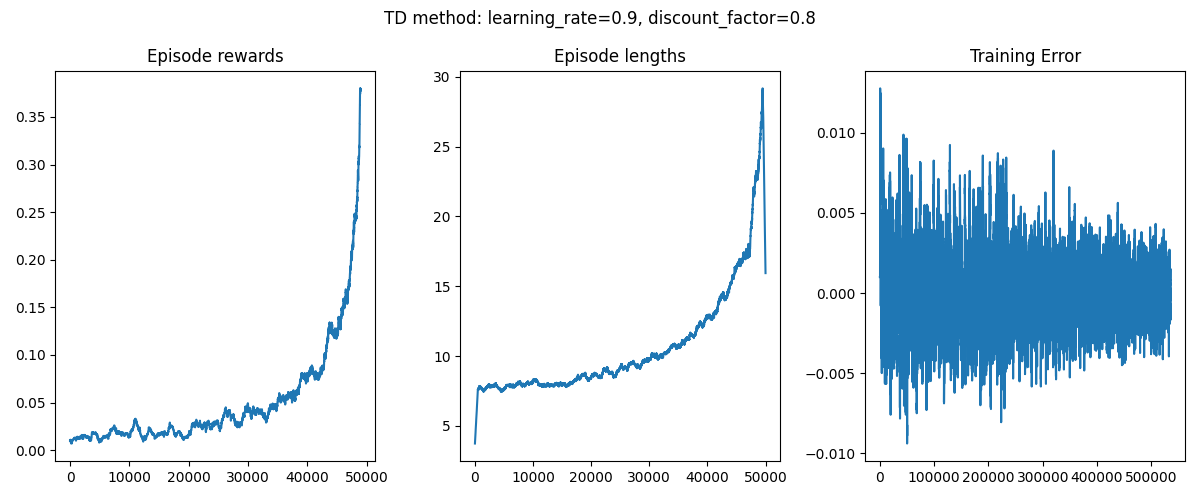 TD method: learning_rate=0.9, discount_factor=0.8
Episode rewards
Episode lengths
Training Error
0.35
0.30
0.25
0.20
0.15
0.10
0.05
0.00
0 10000 20000 30000 40000 50000
30
25
20
15
10
5
0 10000 20000 30000 40000 50000
0.010
0.005
0.000
−0.005
−0.010
0 100000 200000 300000 400000 500000